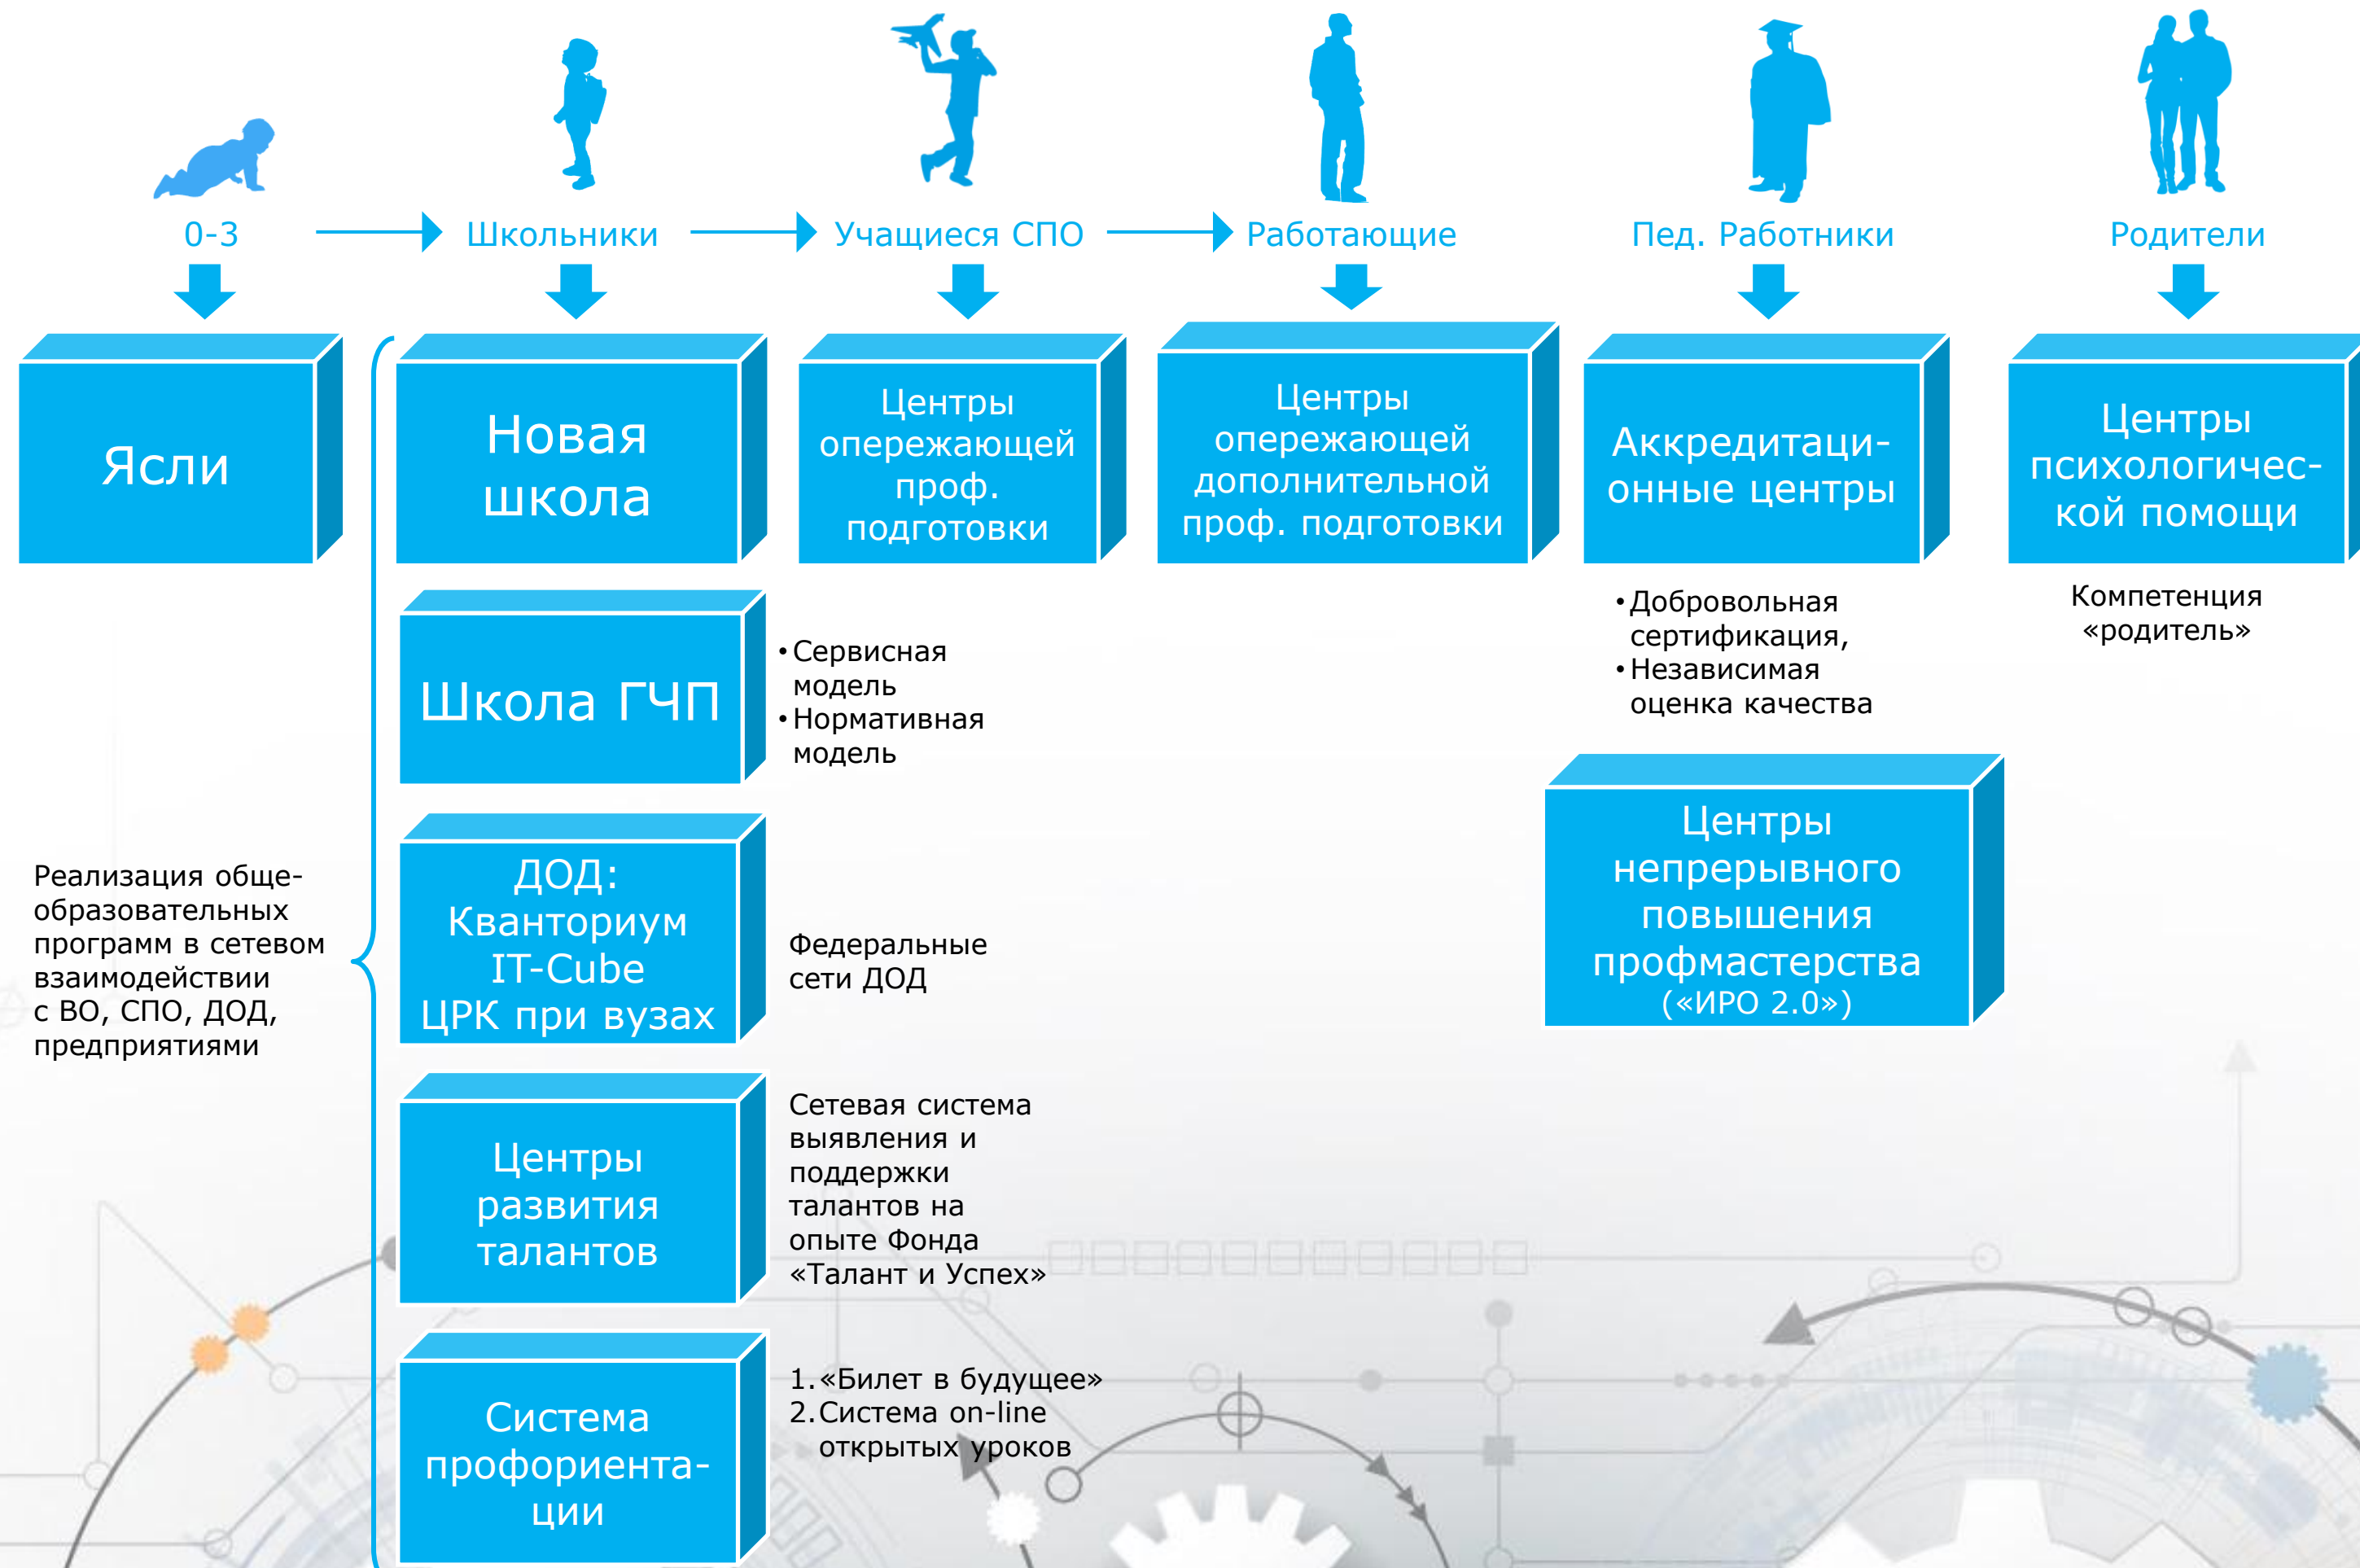 0-3
Школьники
Учащиеся СПО
Работающие
Пед. Работники
Родители
Ясли
Новая
школа
Центры
опережающей
проф.
подготовки
Центры
опережающей
дополнительной
проф. подготовки
Аккредитаци-
онные центры
Центры
психологичес-
кой помощи
•Добровольная
сертификация,
•Независимая
оценка качества
Компетенция
«родитель»
Школа ГЧП
•Сервисная
модель
•Нормативная
модель
Центры
непрерывного
повышения
профмастерства
(«ИРО 2.0»)
Реализация обще-
образовательных
программ в сетевом
взаимодействии
с ВО, СПО, ДОД,
предприятиями
ДОД:
Кванториум
IT-Cube
ЦРК при вузах
Федеральные
сети ДОД
Центры
развития
талантов
Сетевая система
выявления и
поддержки
талантов на
опыте Фонда
«Талант и Успех»
Система
профориента-
ции
1.«Билет в будущее»
2.Система on-line
открытых уроков